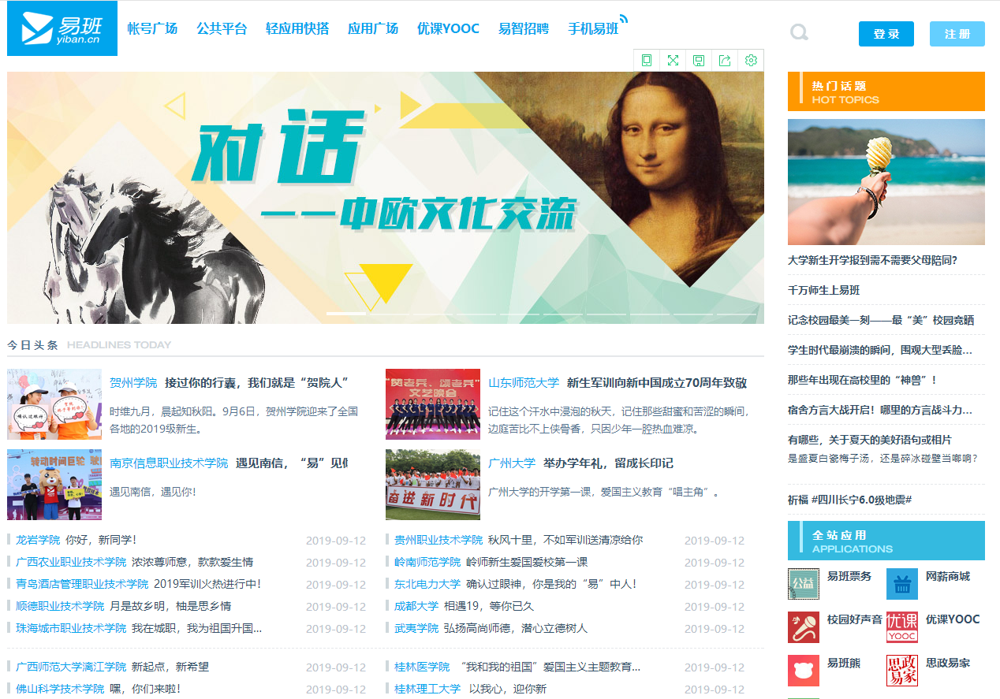 易班
yiban.cn
帐号广场 公共平台 轻应用快搭 应用广场 优课YOOC 易智招聘 手机易班
登录 注册
对话
——中欧文化交流
今日头条 HEADLINES TODAY
贺州学院 接过你的行囊，我们就是“贺院人”
时维九月，晨起知秋阳。9月6日，贺州学院迎来了全国
各地的2019级新生。
确认过眼神
山东师范大学 新生军训向新中国成立70周年致敬
记住这个汗水中浸泡的秋天，记住那些甜蜜和苦涩的瞬间，
边庭苦比不上侠骨香，只因少年一腔热血难凉。
“贺老兵、颂老兵”
文艺晚会
南京信息职业技术学院 遇见南信，“易”见
遇见南信，遇见你！
转动时间巨轮
广州大学 举办学年礼，留成长印记
广州大学的开学第一课，爱国主义教育“唱主角”。
奋进新时代
龙岩学院 你好，新同学！ 2019-09-12
广西农业职业技术学院 浓浓尊师意，款款爱生情 2019-09-12
青岛酒店管理职业技术学院 2019军训火热进行中！ 2019-09-12
顺德职业技术学院 月是故乡明，柚是思乡情 2019-09-12
珠海城市职业技术学院 我在城职，我为祖国升国... 2019-09-12
贵州职业技术学院 秋风十里，不如军训送清凉给你 2019-09-12
岭南师范学院 岭师新生爱国爱校第一课 2019-09-12
东北电力大学 确认过眼神，你是我的“易”中人！ 2019-09-12
成都大学 相遇19，等你已久 2019-09-12
武夷学院 弘扬高尚师德，潜心立德树人 2019-09-12
广西师范大学漓江学院 新起点，新希望 2019-09-12
佛山科学技术学院 嘿，你们来啦！ 2019-09-12
桂林医学院 “我和我的祖国”爱国主义主题教育... 2019-09-12
桂林理工大学 以我心，迎你新 2019-09-12
热门话题
HOT TOPICS
大学新生开学报到需不需要父母陪同？
千万师生上易班
记念校园最美一刻——最“美”校园竞晒
学生时代最崩溃的瞬间，围观大型丢脸...
那些年出现在高校里的“神兽”！
宿舍方言大战开启！哪里的方言战斗力...
有哪些，关于夏天的美好语句或相片
是盛夏白瓷梅子汤，还是碎冰碰壁当啷响？
祈福 #四川长宁6.0级地震#
全站应用
APPLICATIONS
公益 易班票务 网薪商城
校园好声音 优课 YOOC 优课YOOC
易班熊 思政易家 思政易家